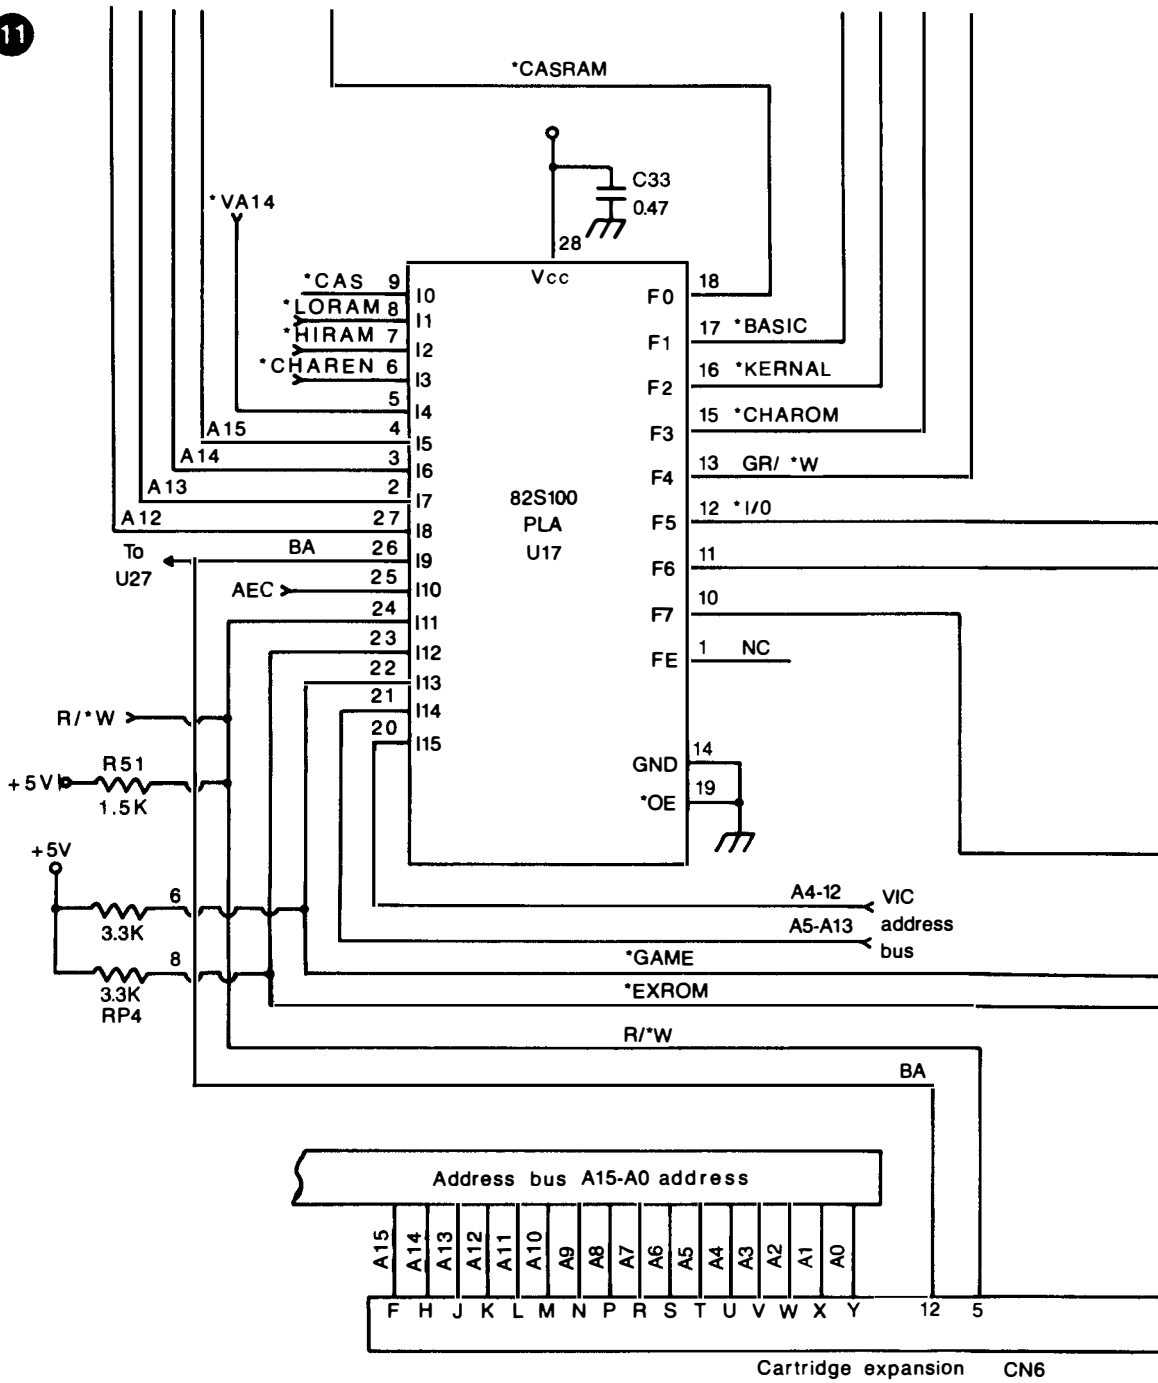 11
*CASRAM
C33
0.47
*VA14
28
Vcc
*CAS 9 I0
*LORAM 8 I1
*HIRAM 7 I2
*CHAREN 6 I3
5 I4
A15 4 I5
A14 3 I6
A13 2 I7
A12 27 I8
To U27
BA 26 I9
AEC 25 I10
24 I11
23 I12
22 I13
21 I14
20 I15
82S100
PLA
U17
F0 18
F1 17 *BASIC
F2 16 *KERNAL
F3 15 *CHAROM
F4 13 GR/ *W
F5 12 *I/0
F6 11
F7 10
FE 1 NC
GND 14
*OE 19
R/*W
+5V R51
1.5K
+5V
6
3.3K
8
3.3K
RP4
A4-12
A5-A13
VIC
address
bus
*GAME
*EXROM
R/*W
BA
Address bus A15-A0 address
A15 A14 A13 A12 A11 A10 A9 A8 A7 A6 A5 A4 A3 A2 A1 A0
F H J K L M N P R S T U V W X Y 12 5
Cartridge expansion CN6